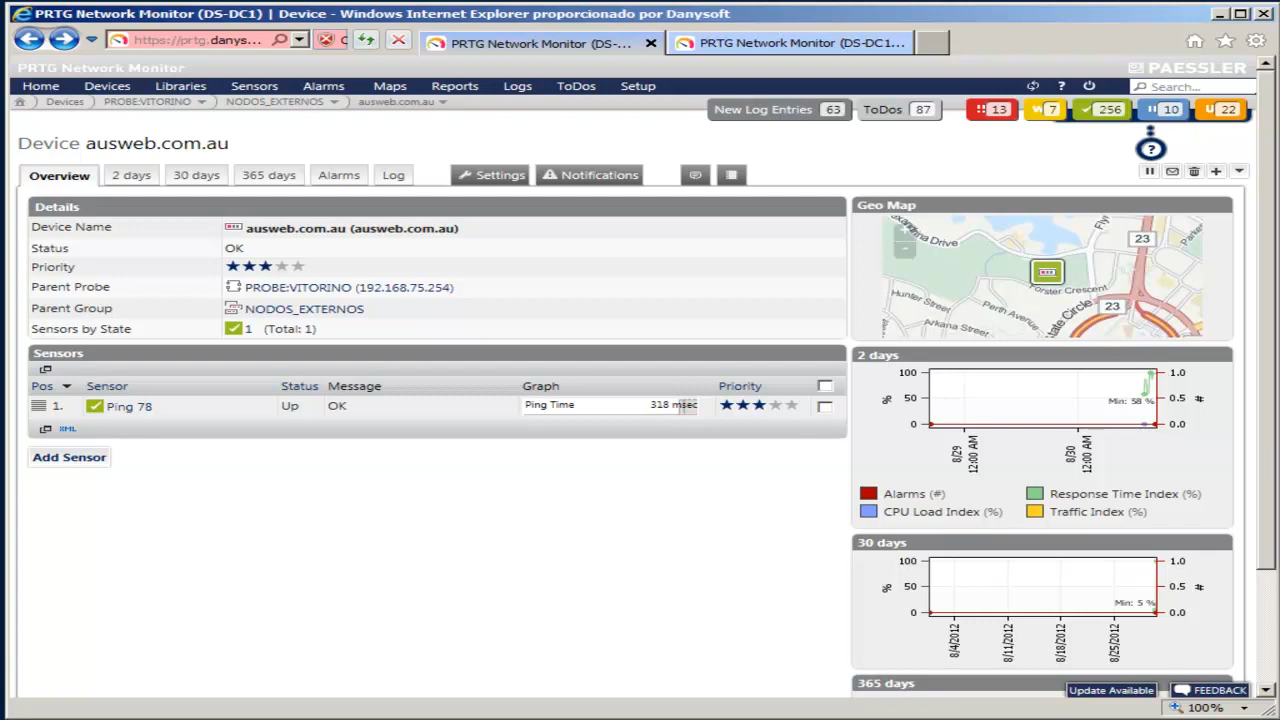 PRTG Network Monitor (DS-DC1) | Device - Windows Internet Explorer proporcionado por Danysoft
https://prtg.danys... C PRTG Network Monitor (DS-... PRTG Network Monitor (DS-DC1...
PRTG Network Monitor PAESSLER
Home Devices Libraries Sensors Alarms Maps Reports Logs ToDos Setup ? Search...
Devices PROBE:VITORINO NODOS_EXTERNOS ausweb.com.au
New Log Entries 63 ToDos 87 !! 13 W 7 256 II 10 U 22
Device ausweb.com.au ?
Overview 2 days 30 days 365 days Alarms Log Settings Notifications
Details
Device Name ausweb.com.au (ausweb.com.au)
Status OK
Priority
Parent Probe PROBE:VITORINO (192.168.75.254)
Parent Group NODOS_EXTERNOS
Sensors by State 1 (Total: 1)
Sensors
Pos Sensor Status Message Graph Priority
1. Ping 78 Up OK Ping Time 318 msec
XML
Add Sensor
Geo Map
Drive
23
Forster Crescent
Hunter Street
Perth Avenue
23
Arkana Street
State Circle
2 days
100 1.0
% 50 Min: 58 % 0.5 #
0 0.0
8/29 12:00 AM 8/30 12:00 AM
Alarms (#) Response Time Index (%)
CPU Load Index (%) Traffic Index (%)
30 days
100 1.0
% 50 0.5 #
Min: 5 %
0 0.0
8/4/2012 8/11/2012 8/18/2012 8/25/2012
365 days
Update Available FEEDBACK
100%